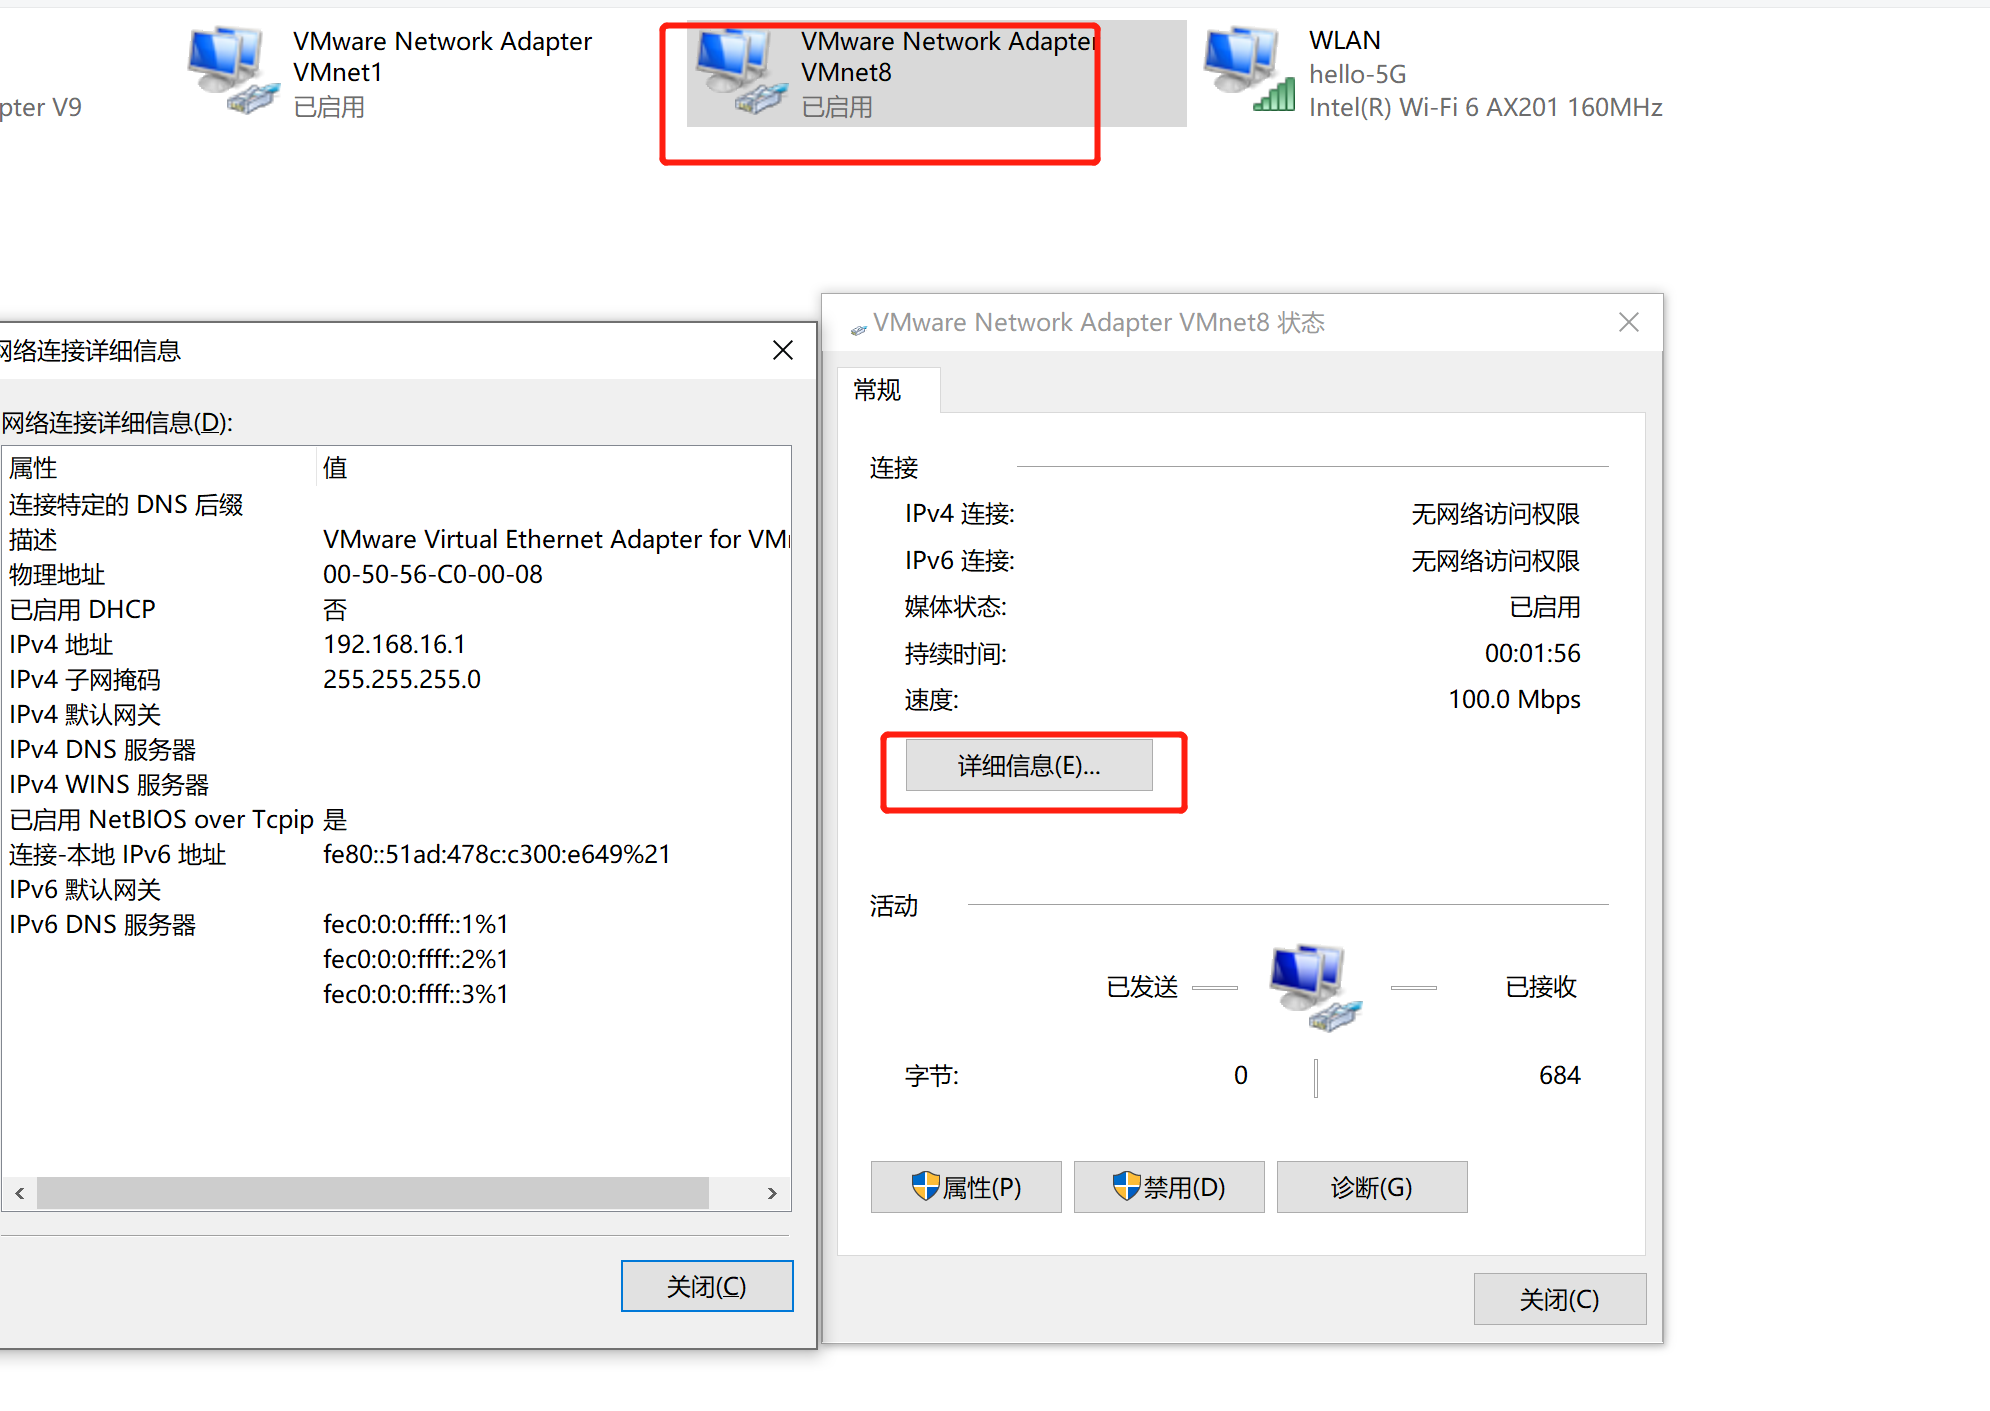 pter V9
VMware Network Adapter
VMnet1
已启用
VMware Network Adapter
VMnet8
已启用
WLAN
hello-5G
Intel(R) Wi-Fi 6 AX201 160MHz
网络连接详细信息
网络连接详细信息(D):
属性 值
连接特定的 DNS 后缀
描述 VMware Virtual Ethernet Adapter for VM
物理地址 00-50-56-C0-00-08
已启用 DHCP 否
IPv4 地址 192.168.16.1
IPv4 子网掩码 255.255.255.0
IPv4 默认网关
IPv4 DNS 服务器
IPv4 WINS 服务器
已启用 NetBIOS over Tcpip 是
连接-本地 IPv6 地址 fe80::51ad:478c:c300:e649%21
IPv6 默认网关
IPv6 DNS 服务器 fec0:0:0:ffff::1%1
fec0:0:0:ffff::2%1
fec0:0:0:ffff::3%1
关闭(C)
VMware Network Adapter VMnet8 状态
常规
连接
IPv4 连接: 无网络访问权限
IPv6 连接: 无网络访问权限
媒体状态: 已启用
持续时间: 00:01:56
速度: 100.0 Mbps
详细信息(E)...
活动
已发送 已接收
字节: 0 684
属性(P) 禁用(D) 诊断(G)
关闭(C)